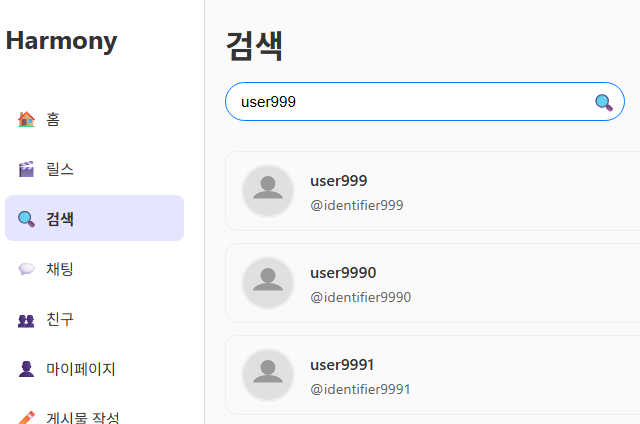 Harmony
홈
릴스
검색
채팅
친구
마이페이지
게시물 작성
검색
user999
user999
@identifier999
user9990
@identifier9990
user9991
@identifier9991